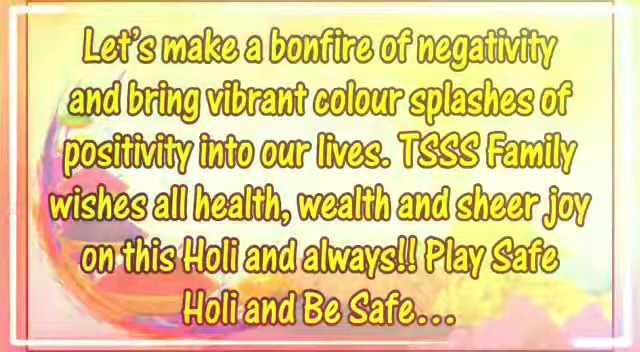 Let's make a bonfire of negativity
and bring vibrant colour splashes of
positivity into our lives. TSSS Family
wishes all health, wealth and sheer joy
on this Holi and always!! Play Safe
Holi and Be Safe...